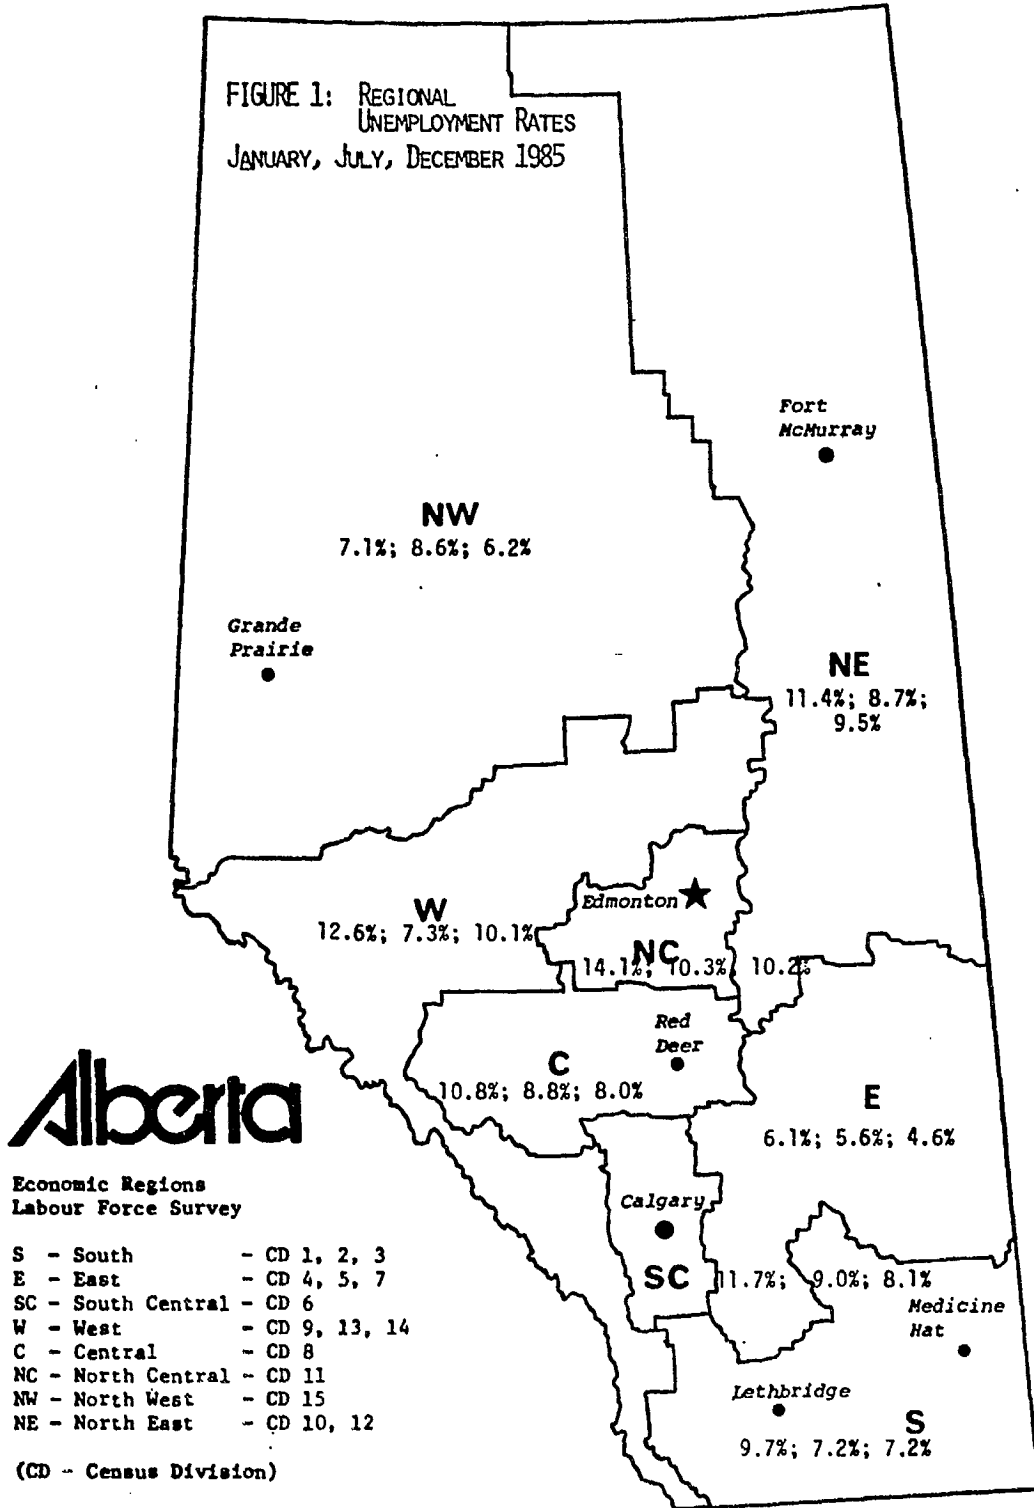 FIGURE 1: REGIONAL
UNEMPLOYMENT RATES
JANUARY, JULY, DECEMBER 1985
Fort
McMurray
NW
7.1%; 8.6%; 6.2%
Grande
Prairie
NE
11.4%; 8.7%;
9.5%
Edmonton
W
12.6%; 7.3%; 10.1%
NC
14.1%; 10.3%; 10.2%
Red
Deer
C
10.8%; 8.8%; 8.0%
E
6.1%; 5.6%; 4.6%
Calgary
SC 11.7%; 9.0%; 8.1%
Medicine
Hat
Lethbridge
S
9.7%; 7.2%; 7.2%
Alberta
Economic Regions
Labour Force Survey
S - South - CD 1, 2, 3
E - East - CD 4, 5, 7
SC - South Central - CD 6
W - West - CD 9, 13, 14
C - Central - CD 8
NC - North Central - CD 11
NW - North West - CD 15
NE - North East - CD 10, 12
(CD - Census Division)